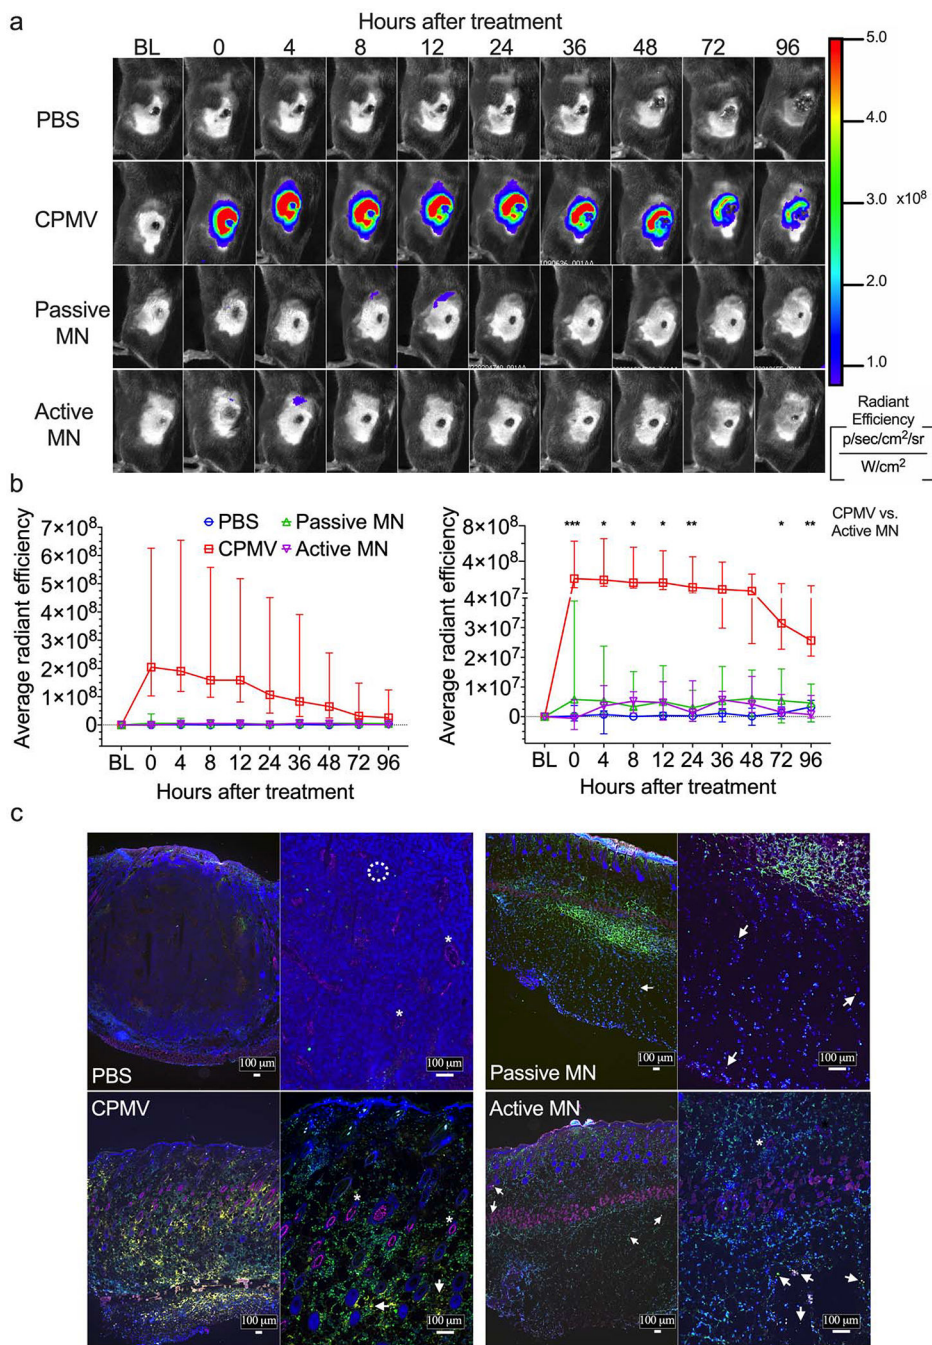 a
Hours after treatment
BL 0 4 8 12 24 36 48 72 96
PBS
CPMV
Passive
MN
Active
MN
5.0
4.0
3.0
x10⁸
2.0
1.0
Radiant
Efficiency
p/sec/cm²/sr
W/cm²
b
Average radiant efficiency
7×10⁸
6×10⁸
5×10⁸
4×10⁸
3×10⁸
2×10⁸
1×10⁸
0
PBS
Passive MN
CPMV
Active MN
BL 0 4 8 12 24 36 48 72 96
Hours after treatment
Average radiant efficiency
8×10⁸
4×10⁸
4×10⁷
3×10⁷
2×10⁷
1×10⁷
0
*** * * * ** * **
CPMV vs.
Active MN
BL 0 4 8 12 24 36 48 72 96
Hours after treatment
c
PBS
100 µm
*
*
100 µm
Passive MN
100 µm
*
100 µm
CPMV
100 µm
*
*
100 µm
Active MN
100 µm
*
100 µm